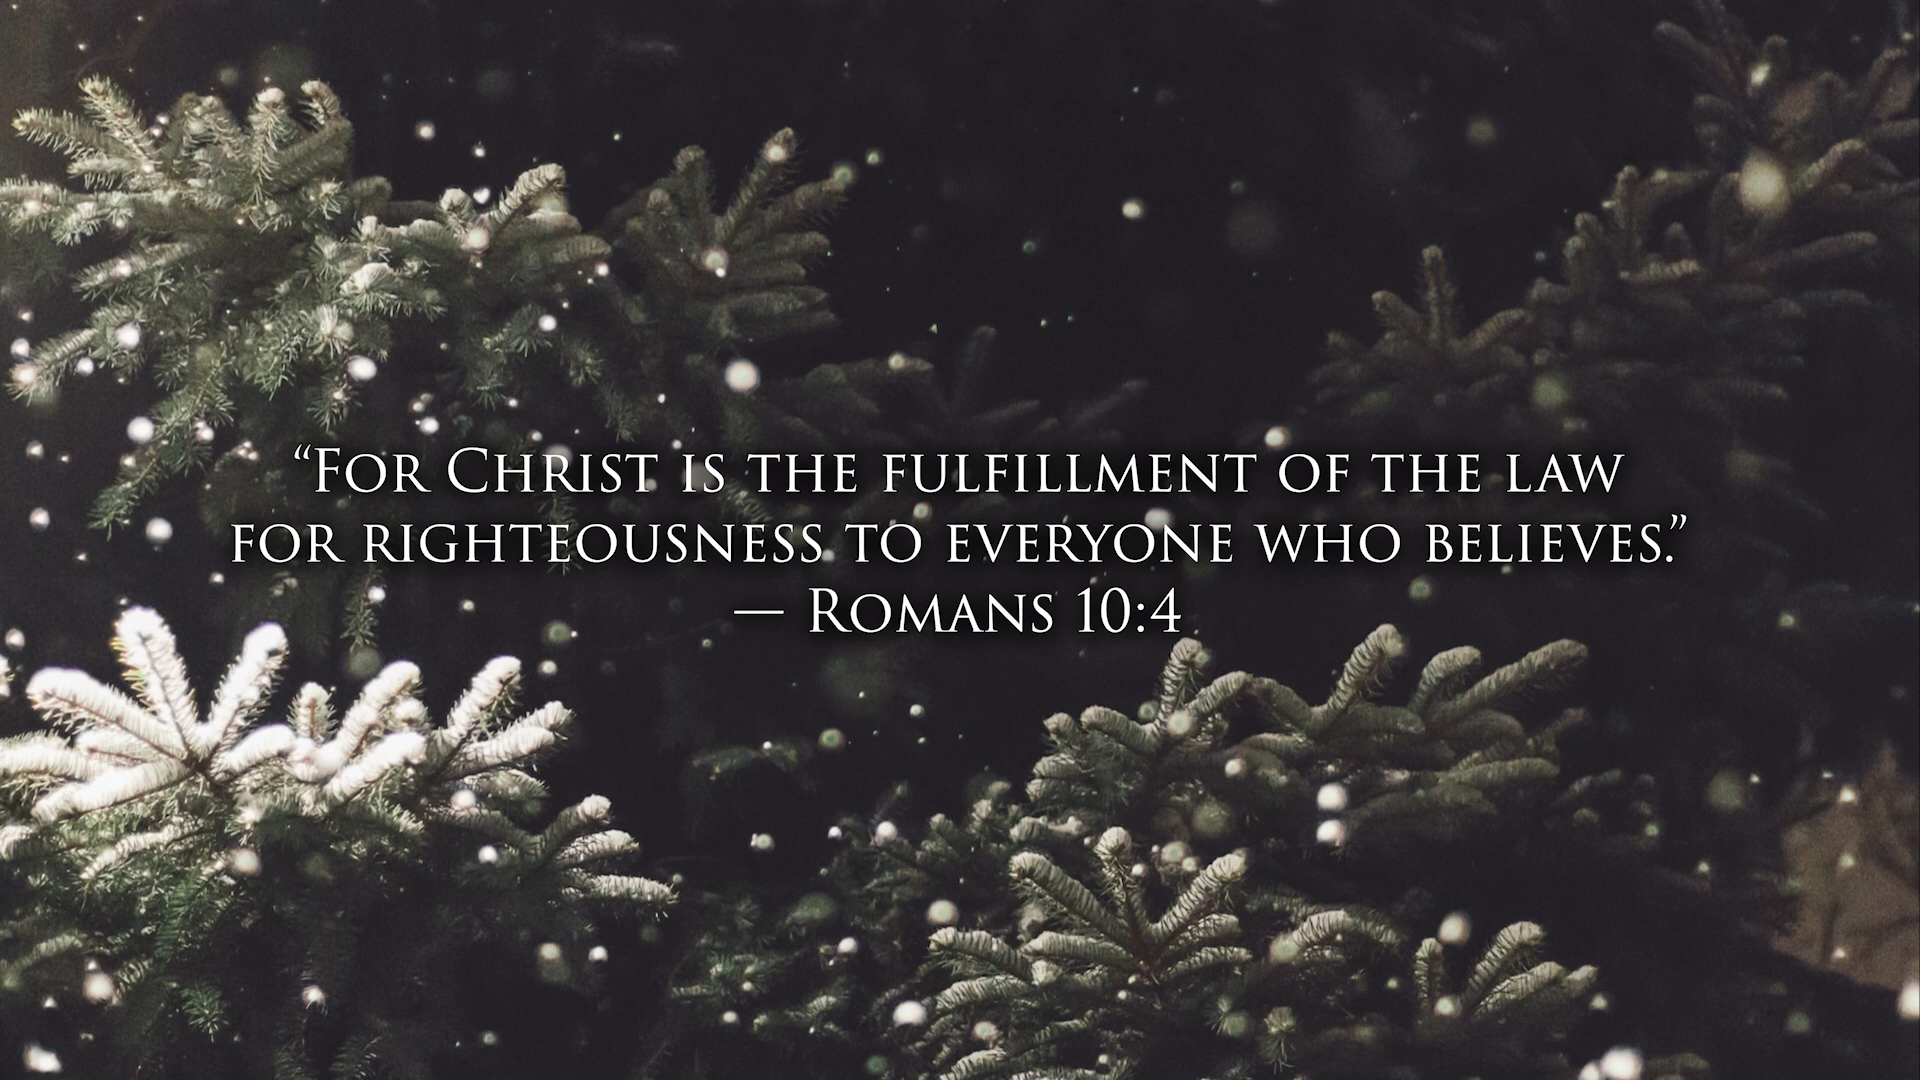 “For Christ is the fulfillment of the law
for righteousness to everyone who believes.”
— Romans 10:4